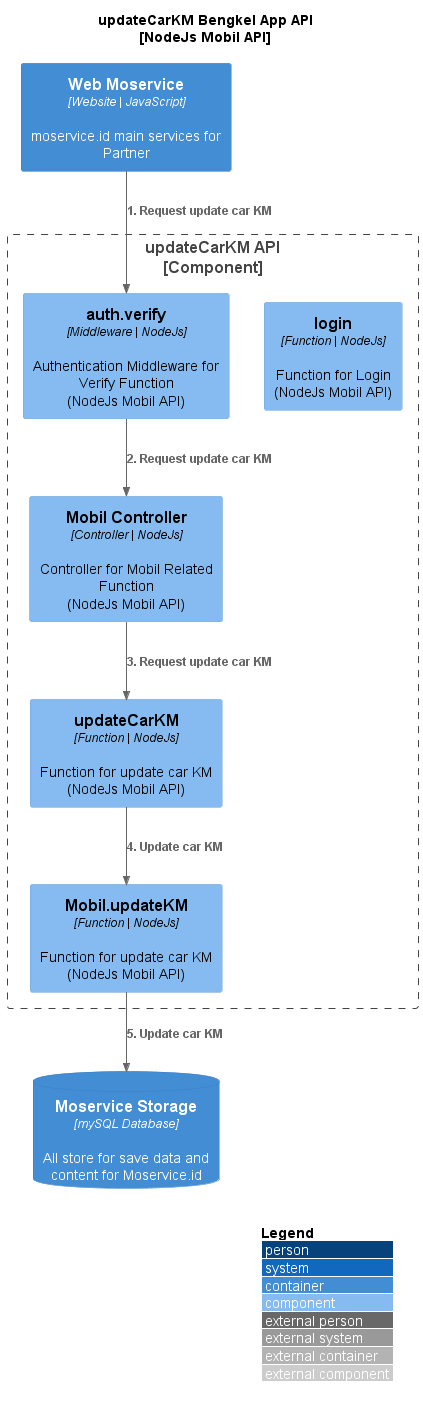 updateCarKM Bengkel App API
[NodeJs Mobil API]
Web Moservice
[Website | JavaScript]
moservice.id main services for
Partner
1. Request update car KM
updateCarKM API
[Component]
auth.verify
[Middleware | NodeJs]
Authentication Middleware for
Verify Function
(NodeJs Mobil API)
login
[Function | NodeJs]
Function for Login
(NodeJs Mobil API)
2. Request update car KM
Mobil Controller
[Controller | NodeJs]
Controller for Mobil Related
Function
(NodeJs Mobil API)
3. Request update car KM
updateCarKM
[Function | NodeJs]
Function for update car KM
(NodeJs Mobil API)
4. Update car KM
Mobil.updateKM
[Function | NodeJs]
Function for update car KM
(NodeJs Mobil API)
5. Update car KM
Moservice Storage
[mySQL Database]
All store for save data and
content for Moservice.id
Legend
person
system
container
component
external person
external system
external container
external component